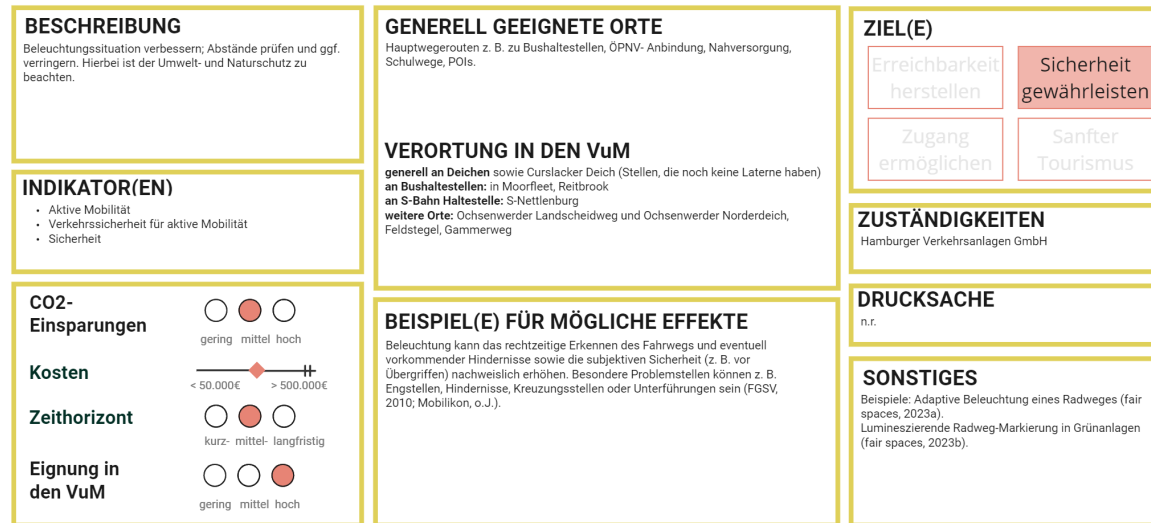 BESCHREIBUNG
Beleuchtungssituation verbessern; Abstände prüfen und ggf.
verringern. Hierbei ist der Umwelt- und Naturschutz zu
beachten.
INDIKATOR(EN)
• Aktive Mobilität
• Verkehrssicherheit für aktive Mobilität
• Sicherheit
CO2-
Einsparungen
gering mittel hoch
Kosten
< 50.000€ > 500.000€
Zeithorizont
kurz- mittel- langfristig
Eignung in
den VuM
gering mittel hoch
GENERELL GEEIGNETE ORTE
Hauptwegerouten z. B. zu Bushaltestellen, ÖPNV- Anbindung, Nahversorgung,
Schulwege, POIs.
VERORTUNG IN DEN VuM
generell an Deichen sowie Curslacker Deich (Stellen, die noch keine Laterne haben)
an Bushaltestellen: in Moorfleet, Reitbrook
an S-Bahn Haltestelle: S-Nettlenburg
weitere Orte: Ochsenwerder Landscheidweg und Ochsenwerder Norderdeich,
Feldstegel, Gammerweg
BEISPIEL(E) FÜR MÖGLICHE EFFEKTE
Beleuchtung kann das rechtzeitige Erkennen des Fahrwegs und eventuell
vorkommender Hindernisse sowie die subjektiven Sicherheit (z. B. vor
Übergriffen) nachweislich erhöhen. Besondere Problemstellen können z. B.
Engstellen, Hindernisse, Kreuzungsstellen oder Unterführungen sein (FGSV,
2010; Mobilikon, o.J.).
ZIEL(E)
Erreichbarkeit
herstellen
Sicherheit
gewährleisten
Zugang
ermöglichen
Sanfter
Tourismus
ZUSTÄNDIGKEITEN
Hamburger Verkehrsanlagen GmbH
DRUCKSACHE
n.r.
SONSTIGES
Beispiele: Adaptive Beleuchtung eines Radweges (fair
spaces, 2023a).
Lumineszierende Radweg-Markierung in Grünanlagen
(fair spaces, 2023b).